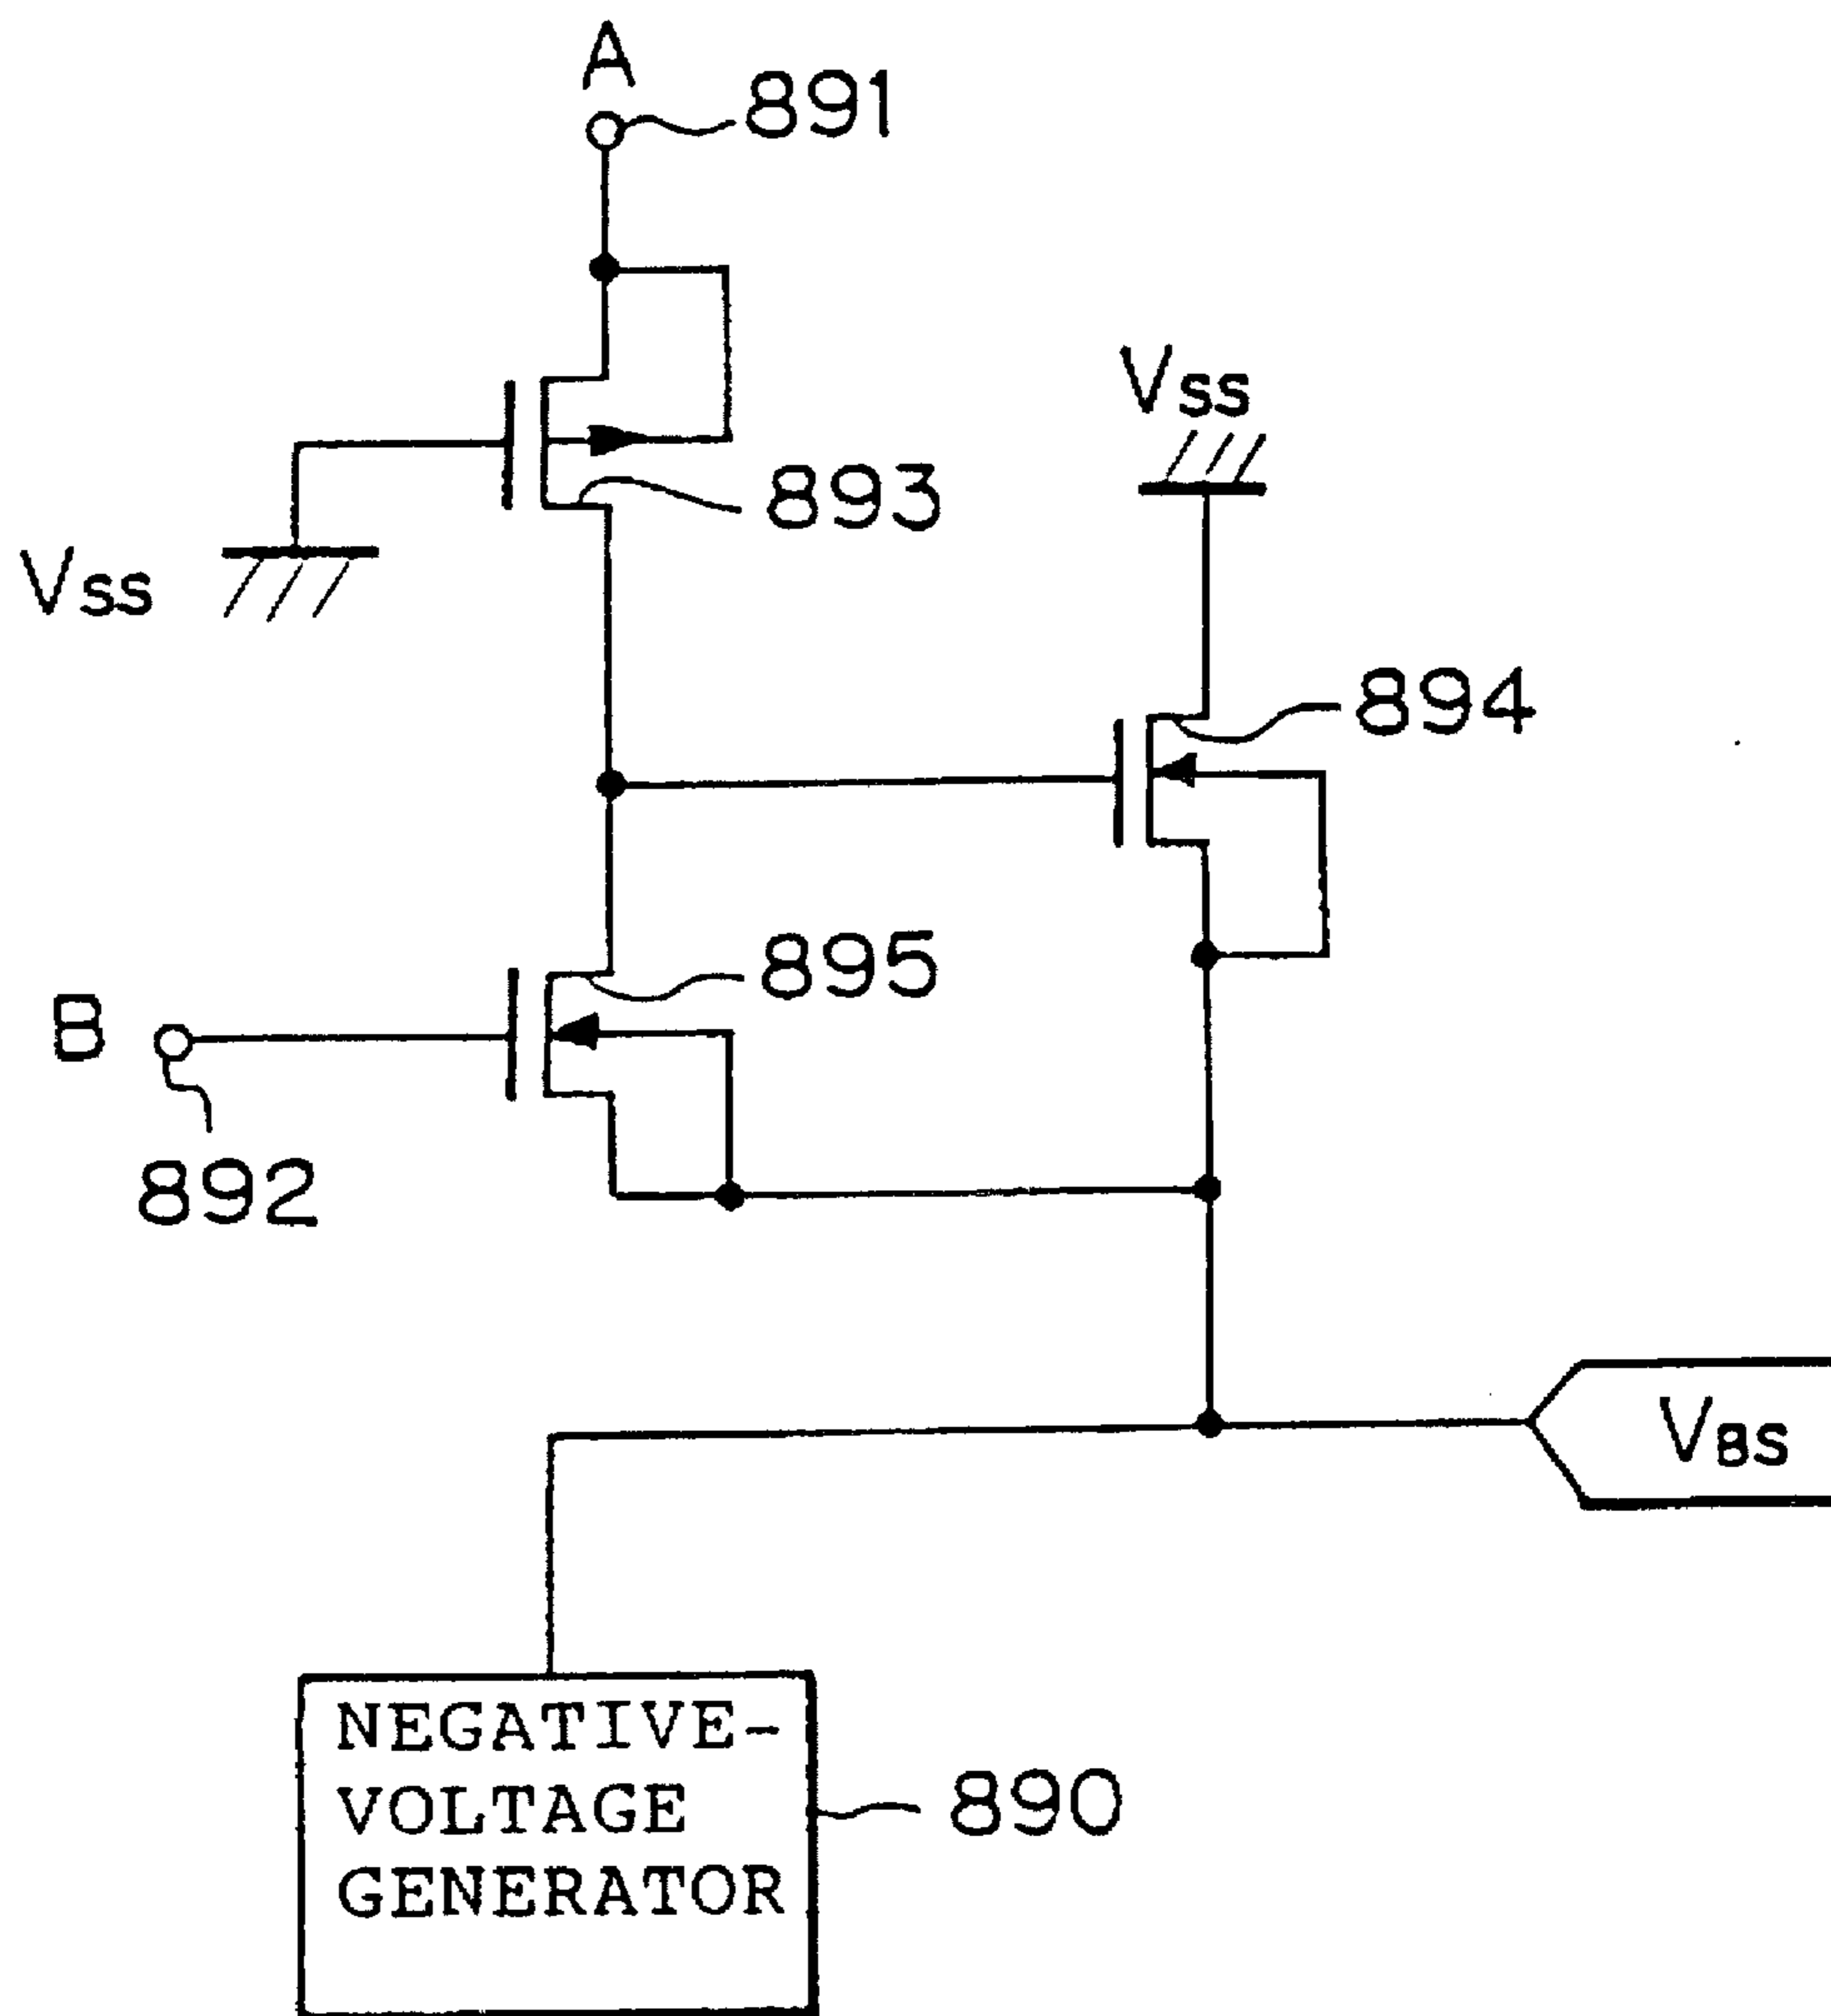 A
891
Vss
893
Vss
894
895
B
892
VBS
NEGATIVE-
VOLTAGE
GENERATOR
890